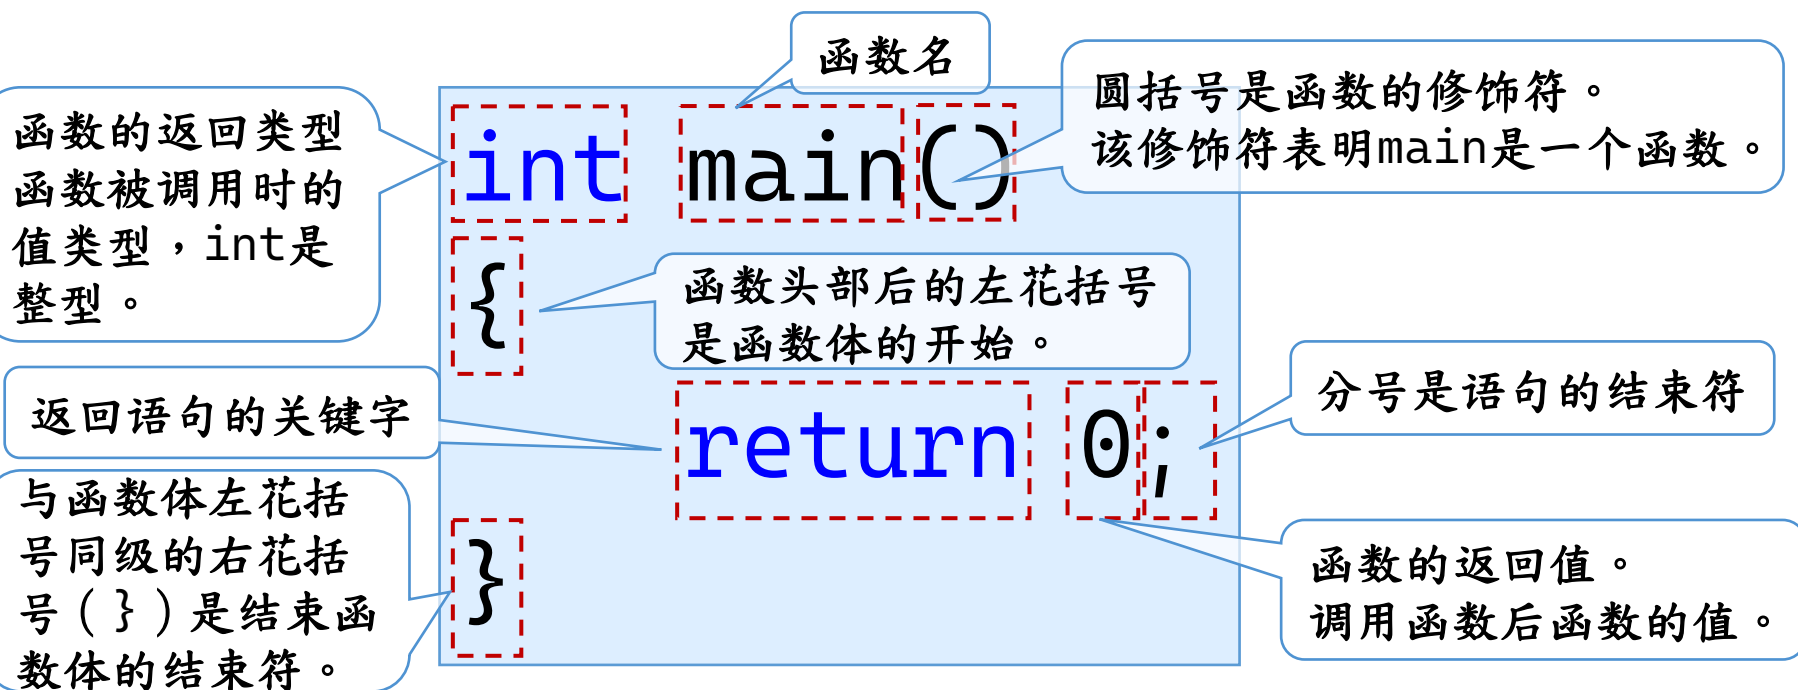 函数名
圆括号是函数的修饰符。
该修饰符表明main是一个函数。
函数的返回类型
函数被调用时的
值类型，int是
整型。
int main()
{
函数头部后的左花括号
是函数体的开始。
返回语句的关键字
return 0;
分号是语句的结束符
与函数体左花括
号同级的右花括
号(})是结束函
数体的结束符。
}
函数的返回值。
调用函数后函数的值。